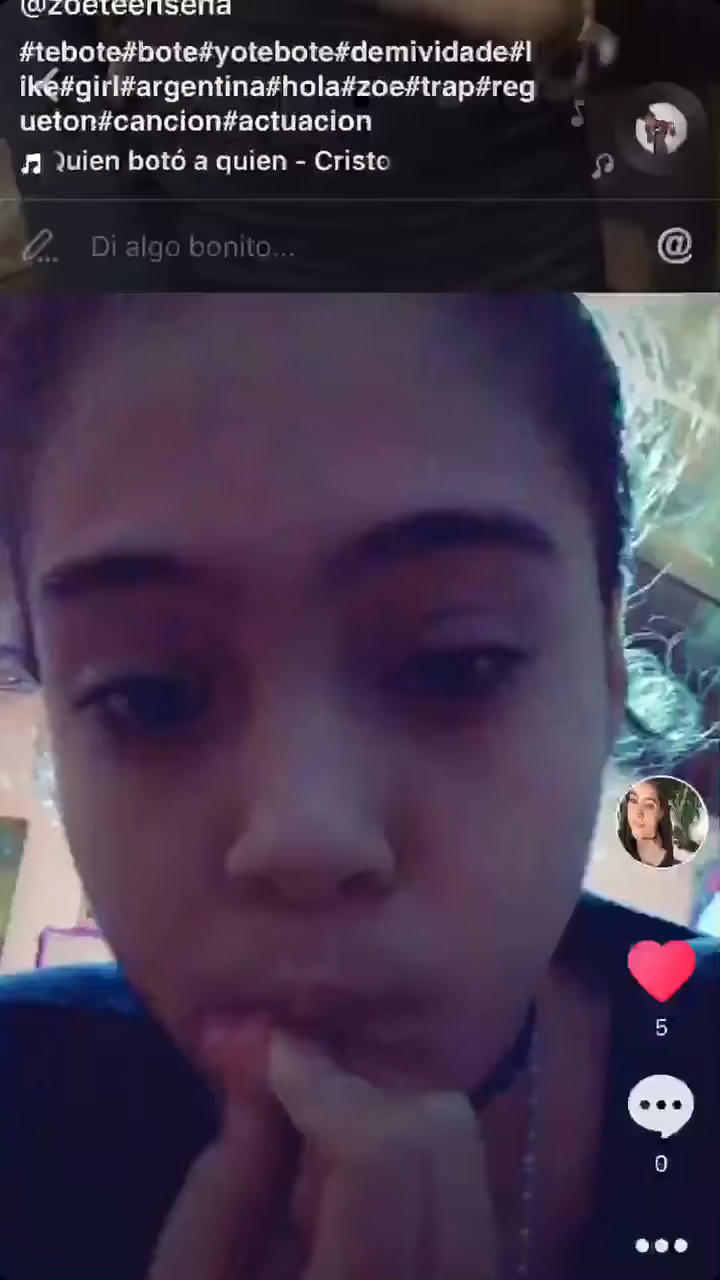 @zoeteensena
#tebote#bote#yotebote#demividade#l
ike#girl#argentina#hola#zoe#trap#reg
ueton#cancion#actuacion
Quien botó a quien - Cristo
Di algo bonito...
@
5
0